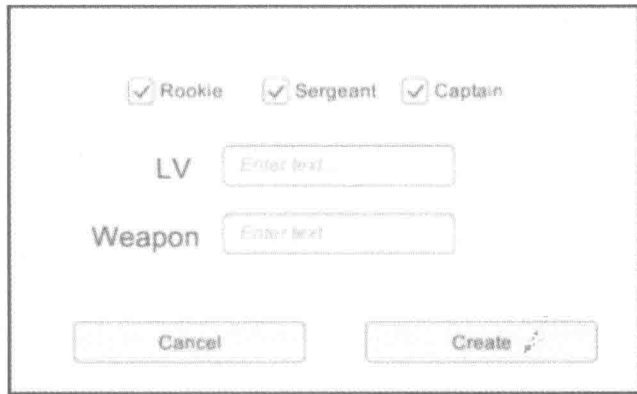 Rookie Sergeant Captain
LV Enter text...
Weapon Enter text
Cancel Create